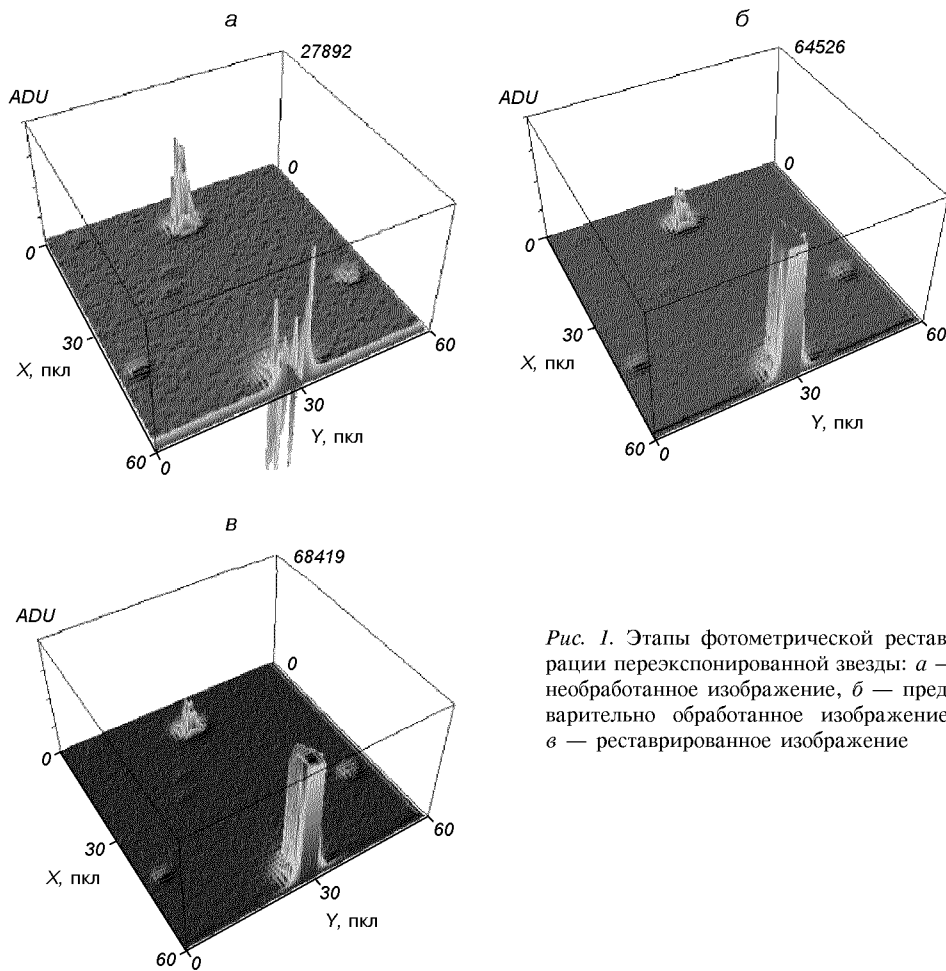 а
27892
ADU
0
0
30
X, пкл
60
0
30
Y, пкл
60
б
64526
ADU
0
0
30
X, пкл
60
0
30
Y, пкл
60
в
68419
ADU
0
0
30
X, пкл
60
0
30
Y, пкл
60
Рис. 1. Этапы фотометрической рестав
рации переэкспонированной звезды: а —
необработанное изображение, б — пред
варительно обработанное изображение
в — реставрированное изображение